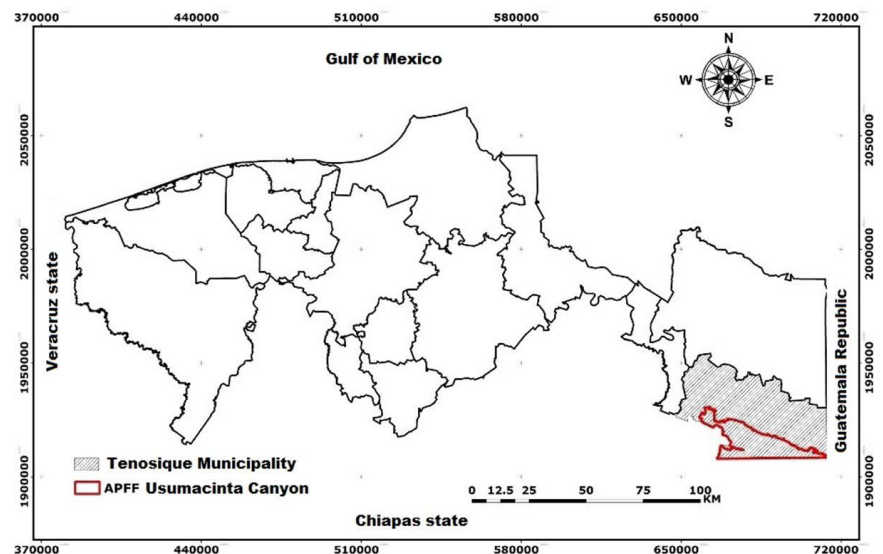 370000 440000 510000 580000 650000 720000
Gulf of Mexico
N
W E
S
2050000 2050000
2000000 2000000
Veracruz state
Guatemala Republic
1950000 1950000
Tenosique Municipality
APFF Usumacinta Canyon
1900000 1900000
0 12.5 25 50 75 100
KM
Chiapas state
370000 440000 510000 580000 650000 720000